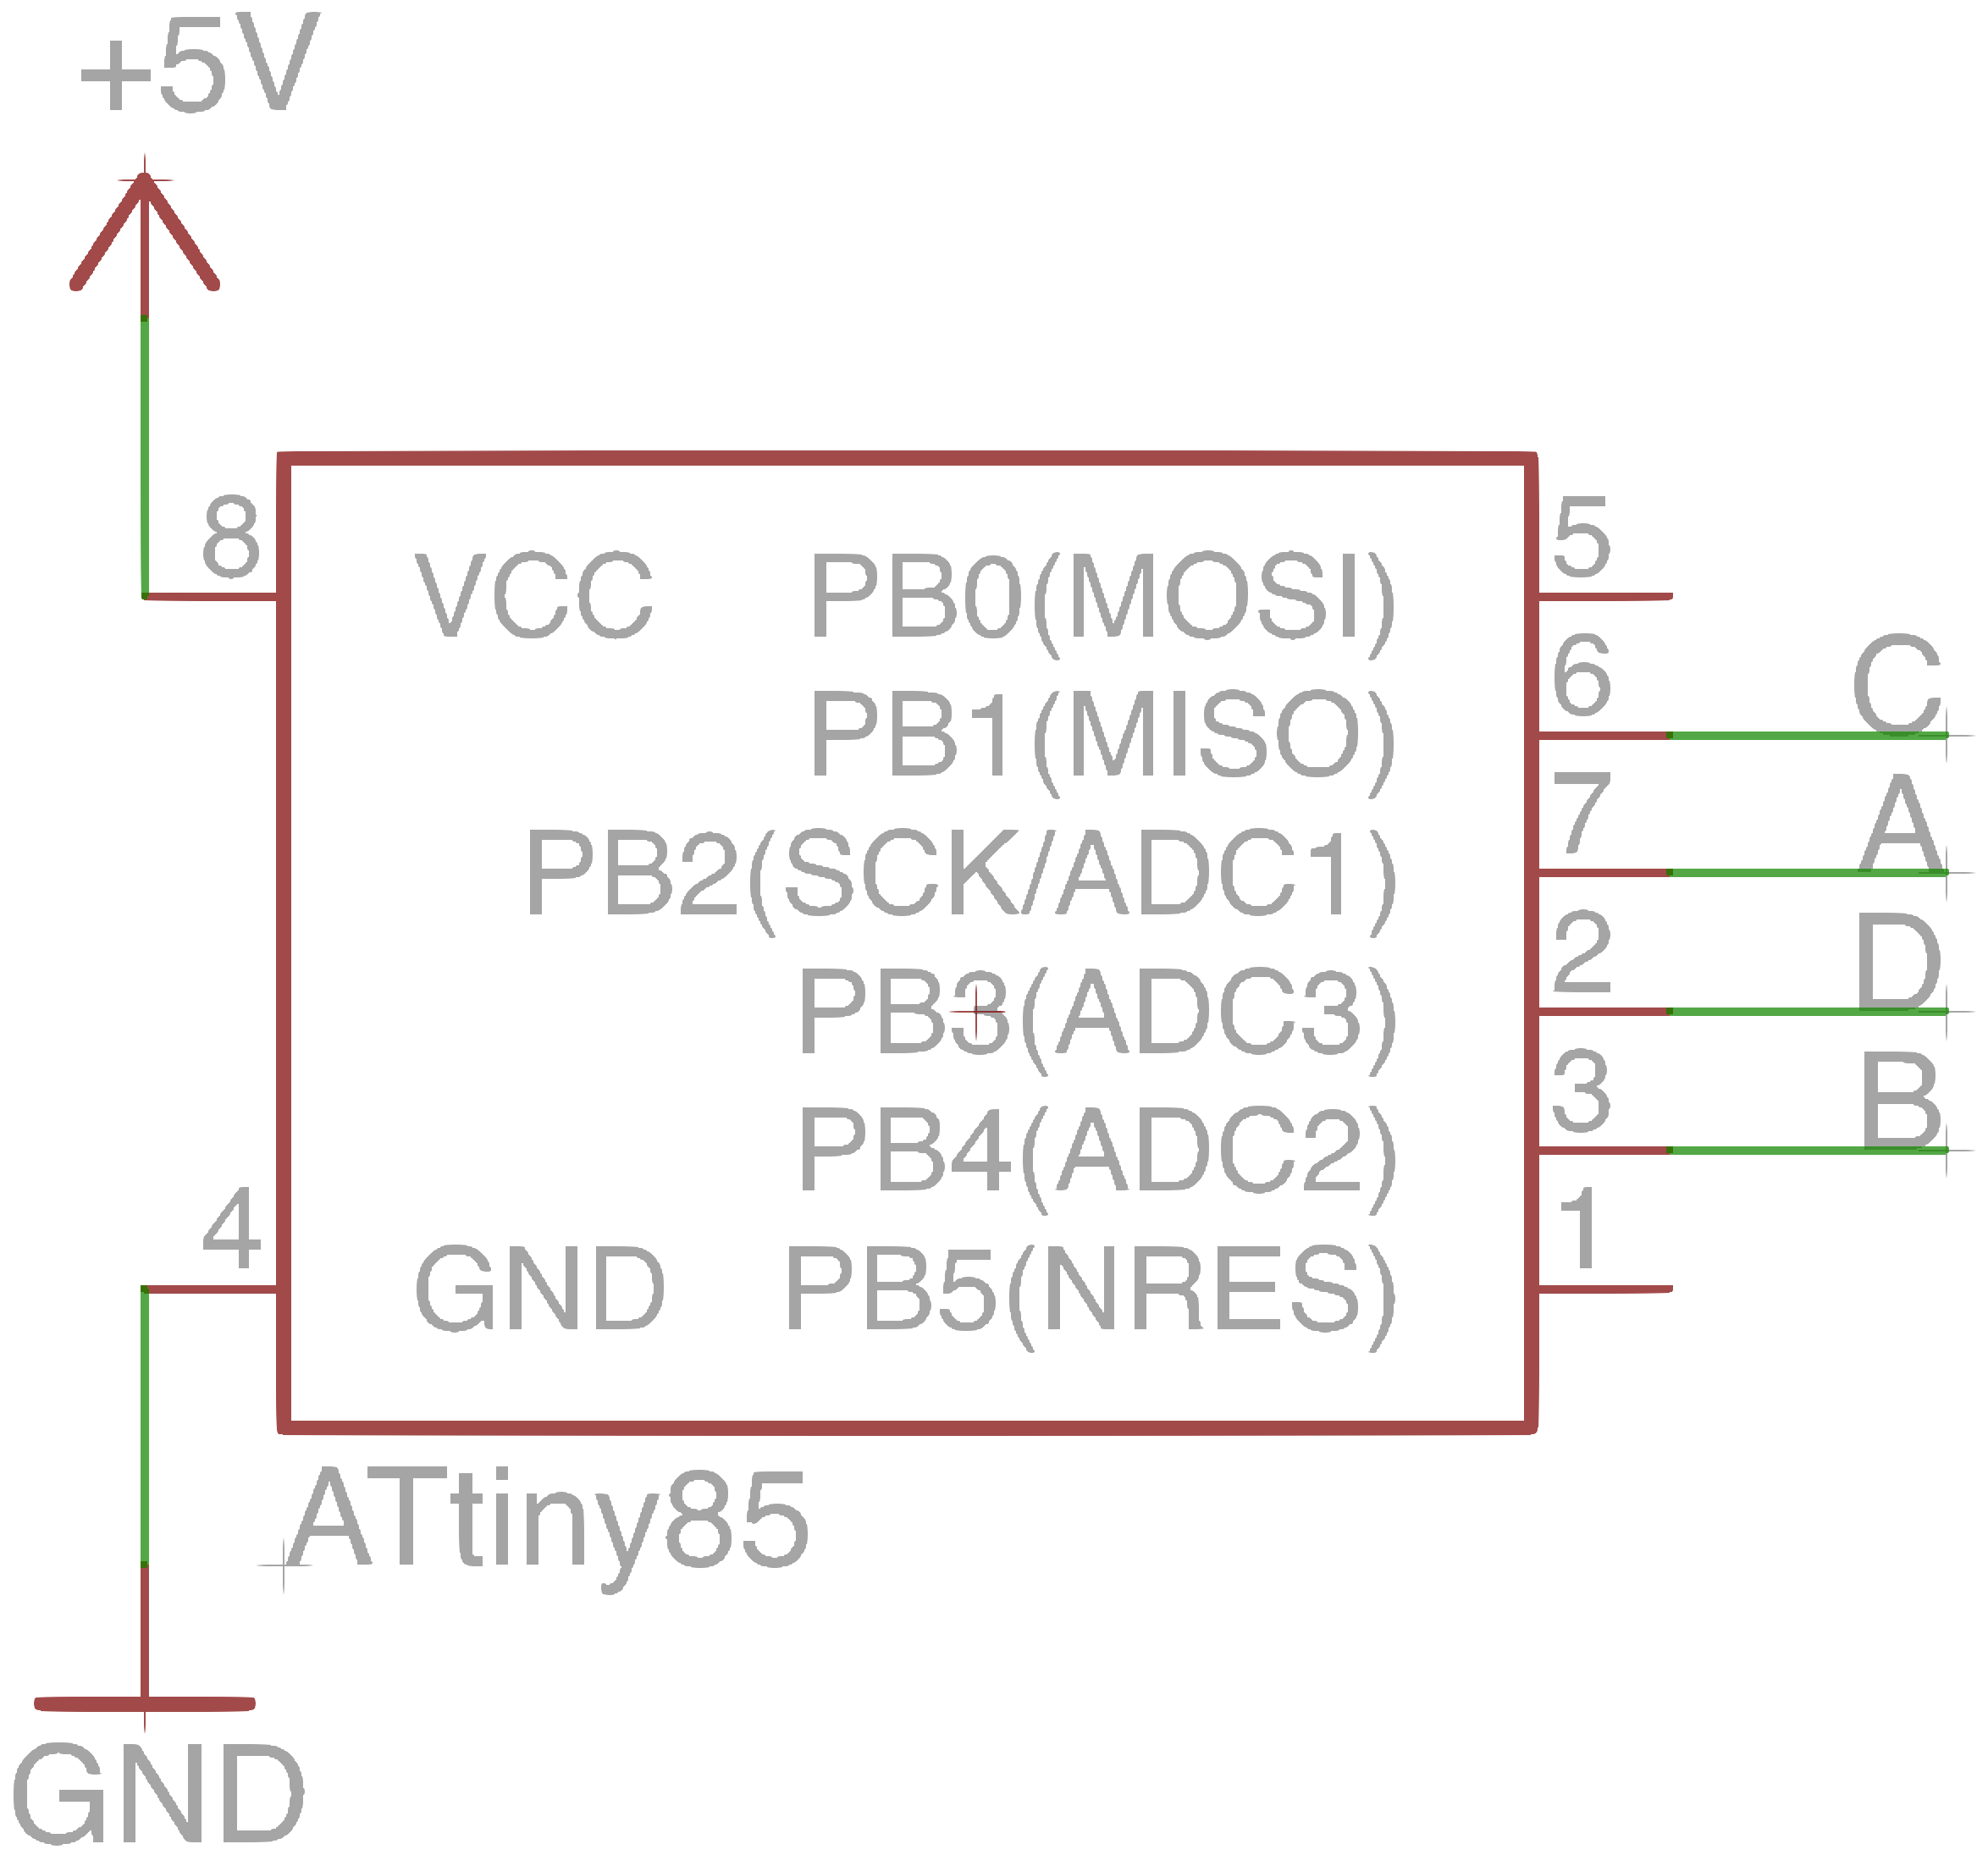 +5V
8 VCC PB0(MOSI) 5
PB1(MISO) 6 C
PB2(SCK/ADC1) 7 A
PB3(ADC3) 2 D
PB4(ADC2) 3 B
4 GND PB5(NRES) 1
ATtiny85
GND